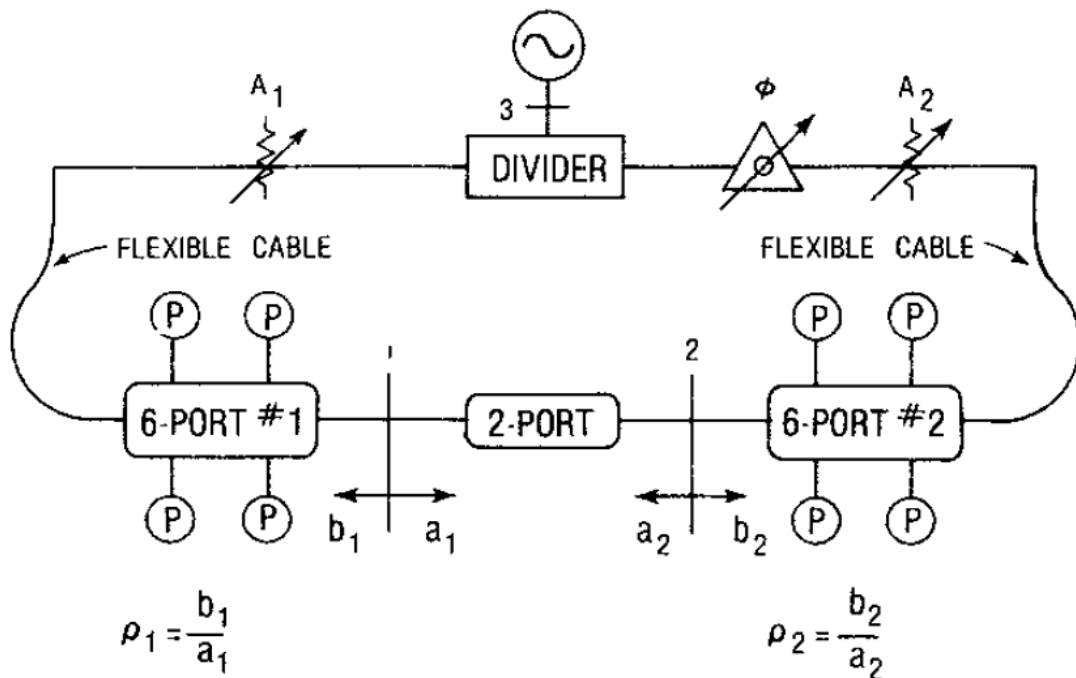 A₁
ϕ
A₂
3
DIVIDER
FLEXIBLE CABLE
FLEXIBLE CABLE
P P
P P
1
2
6-PORT #1
2-PORT
6-PORT #2
P P
P P
b₁ a₁
a₂ b₂
ρ₁ = b₁/a₁
ρ₂ = b₂/a₂